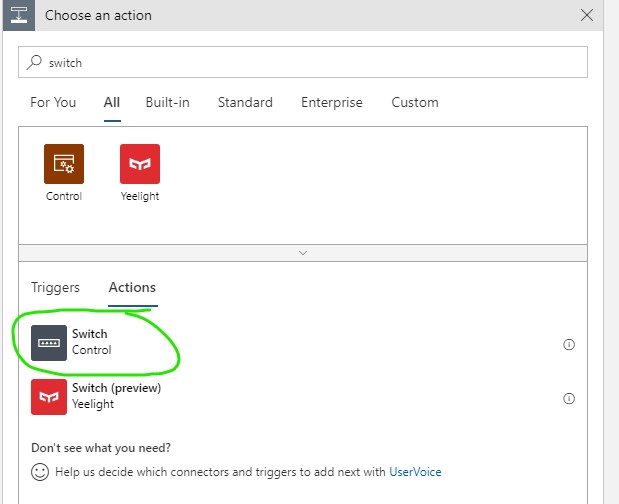 Choose an action
switch
For You All Built-in Standard Enterprise Custom
Control Yeelight
Triggers Actions
Switch
Control
Switch (preview)
Yeelight
Don't see what you need?
Help us decide which connectors and triggers to add next with UserVoice